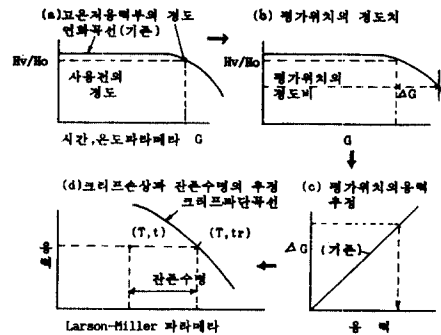 (a)고온저응력부의 경도
연화곡선(기존)
Hv/Ho
사용전의
경도
시간,온도파라메타 G
(b) 평가위치의 경도치
Hv/Ho
평가위치의
경도비
ΔG
G
(d)크리프손상과 잔존수명의 추정
크리프파단곡선
(T,t)
(T,tr)
응
력
잔존수명
Larson-Miller 파라메타
(c) 평가위치의응력
추정
ΔG
(기존)
응 력